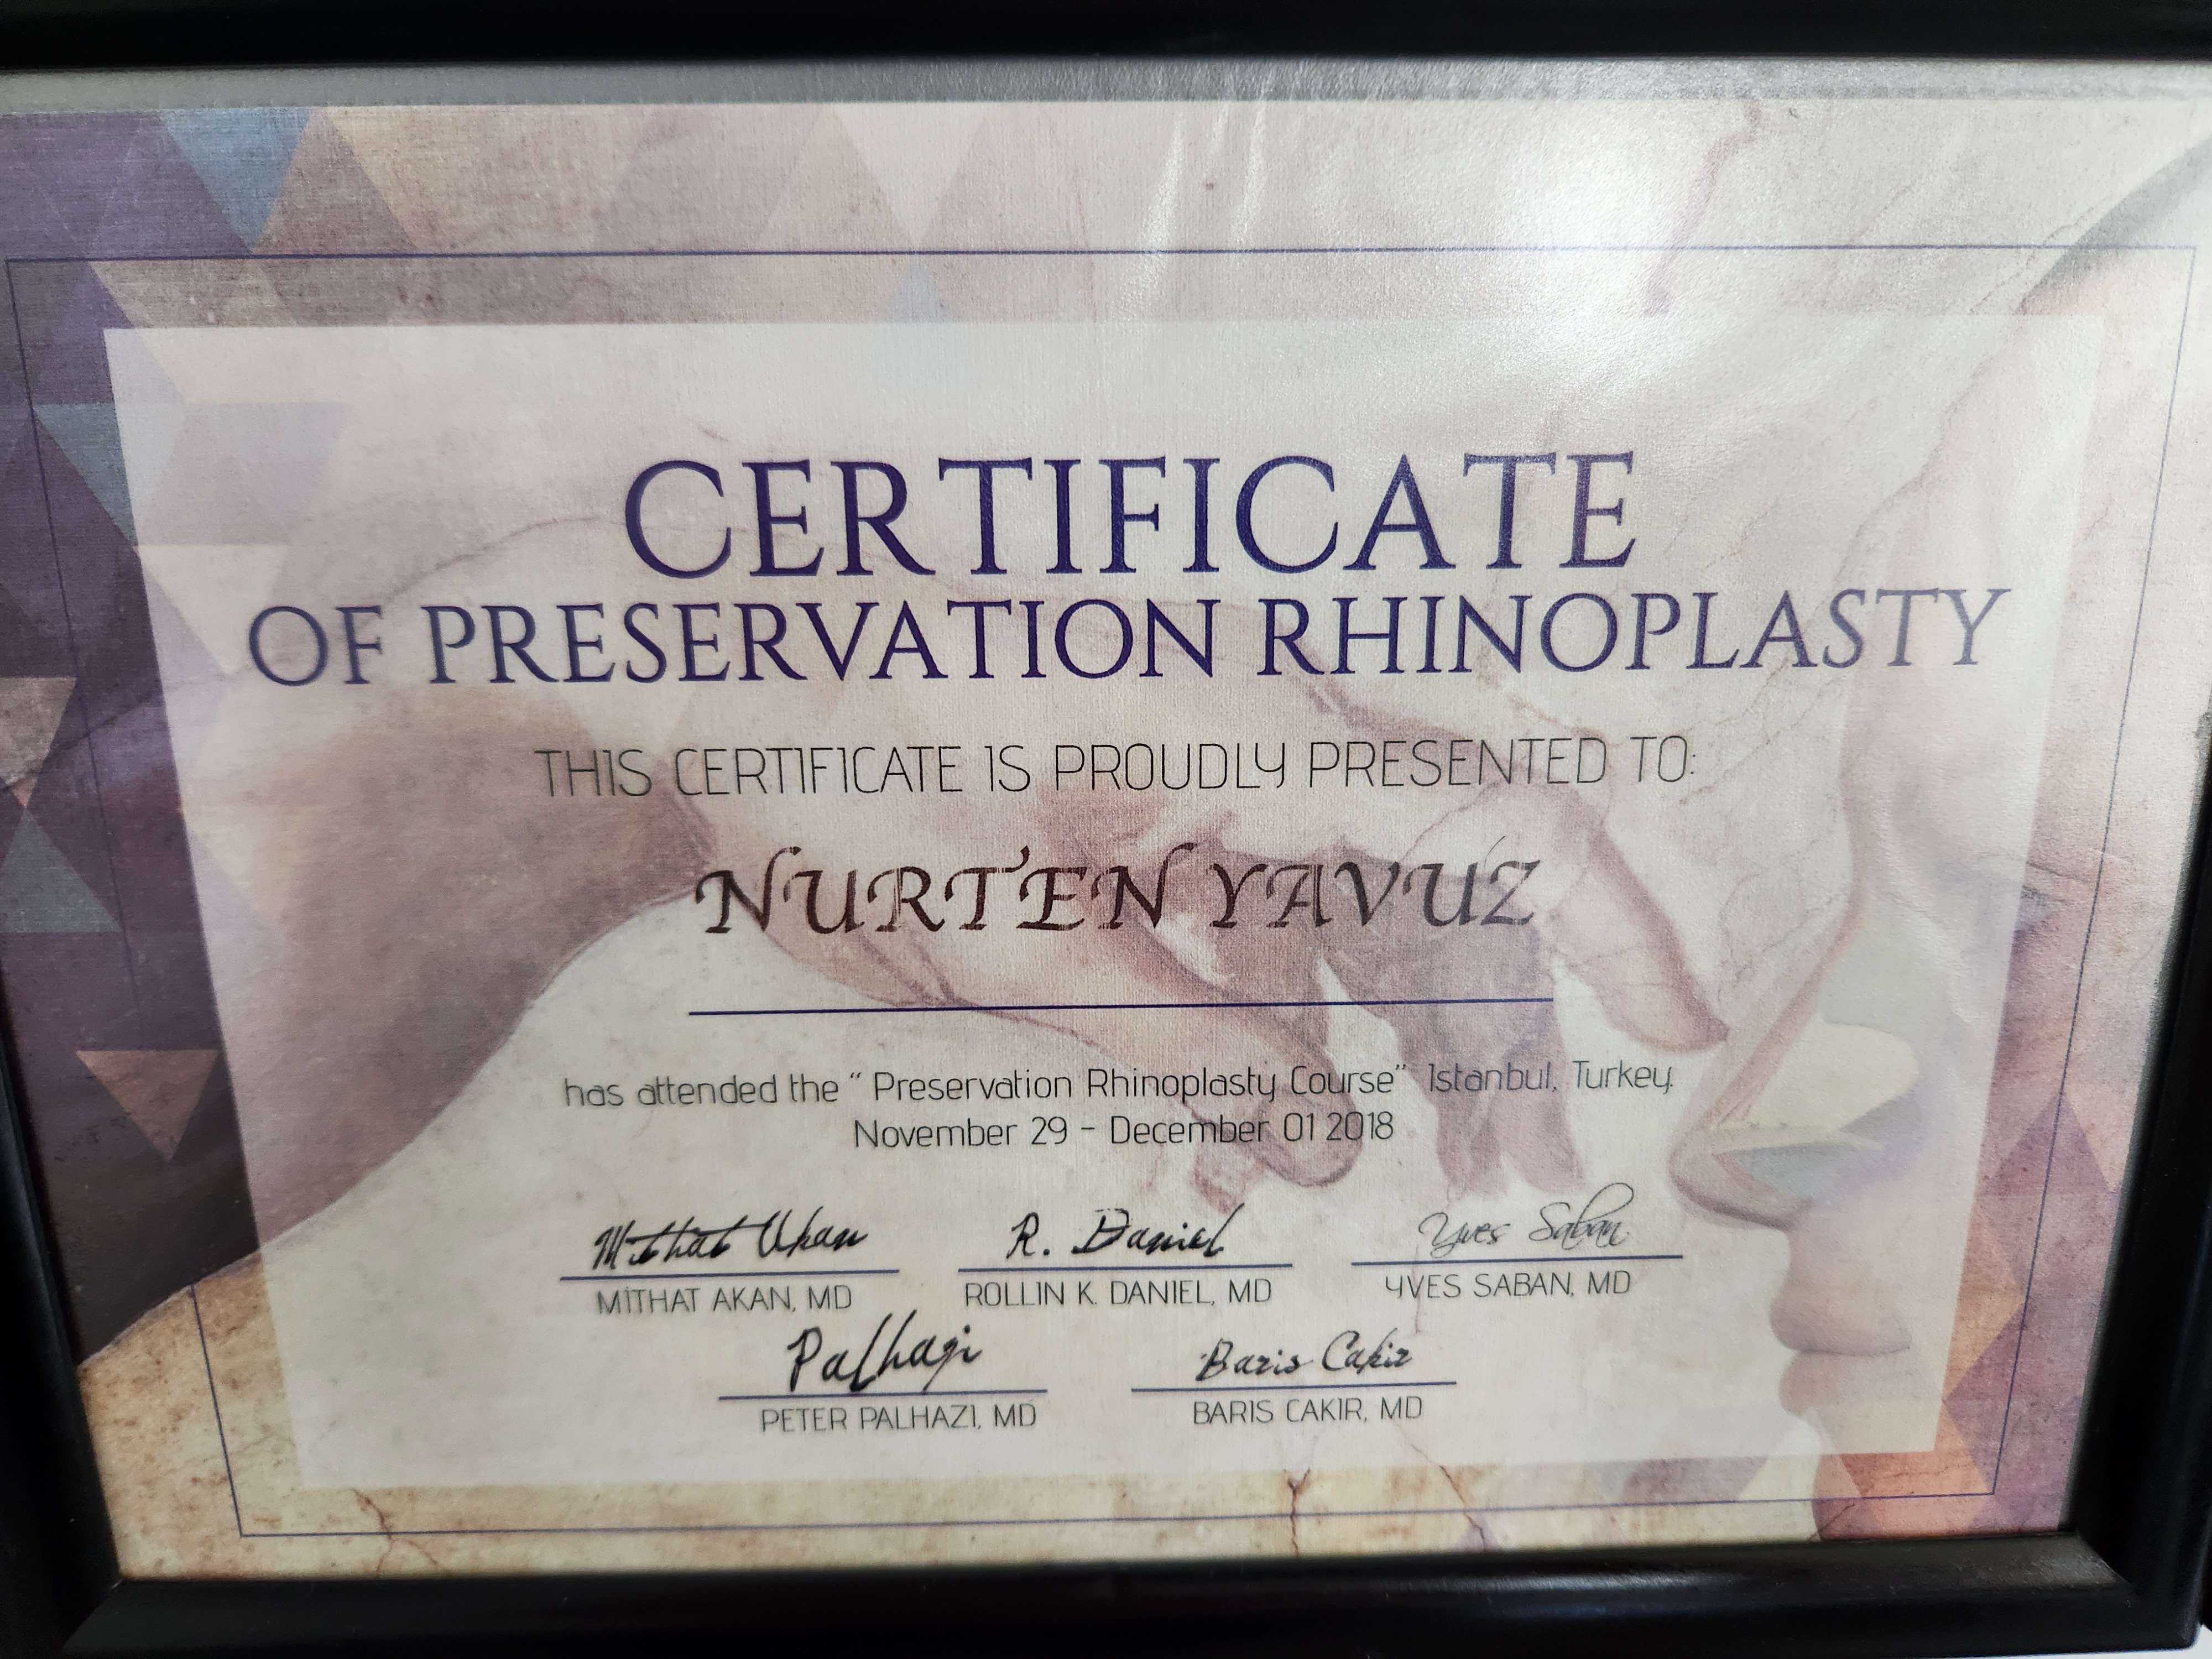 CERTIFICATE
OF PRESERVATION RHINOPLASTY
THIS CERTIFICATE IS PROUDLY PRESENTED TO:
NURTEN YAVUZ
has attended the “ Preservation Rhinoplasty Course” Istanbul, Turkey.
November 29 - December 01 2018
Mithat Akan R. Daniel Yves Saban
MITHAT AKAN, MD ROLLIN K. DANIEL, MD YVES SABAN, MD
Palhazi Baris Cakir
PETER PALHAZI, MD BARIS CAKIR, MD